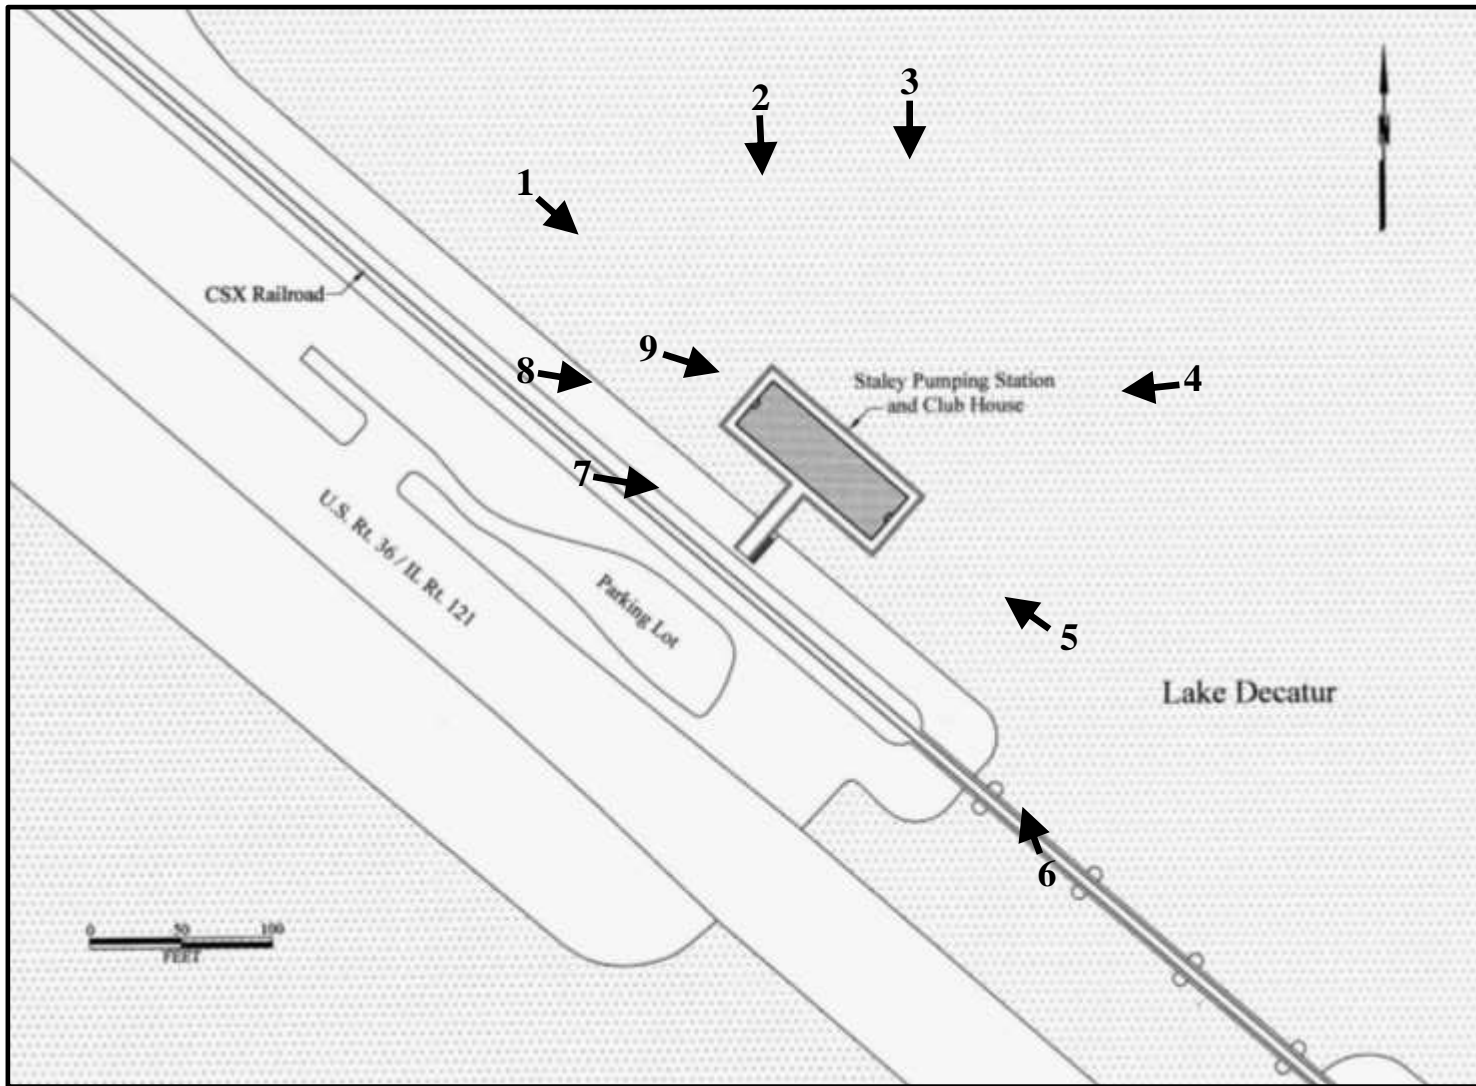 3
2
1
CSX Railroad
9
8
Staley Pumping Station
and Club House
4
7
U.S. Rt. 36 / IL Rt. 121
Parking Lot
5
Lake Decatur
6
0 50 100
FEET